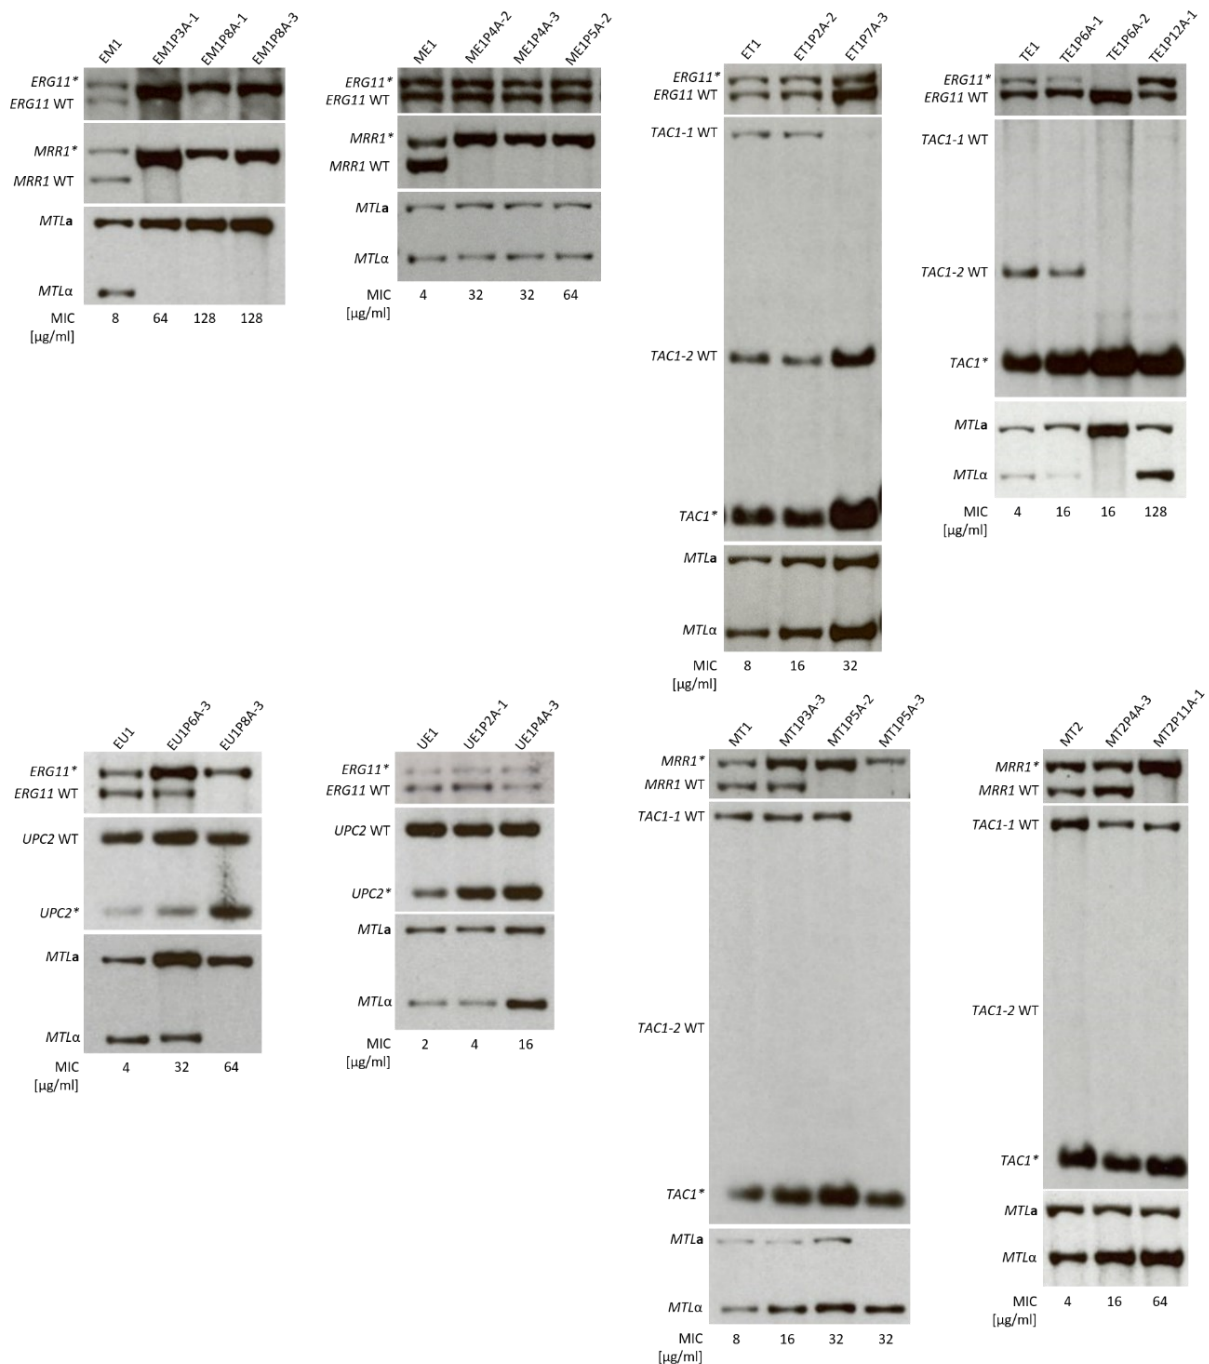 EM1 EM1P3A-1 EM1P8A-1 EM1P8A-3
ERG11*
ERG11 WT
MRR1*
MRR1 WT
MTLa
MTLα
MIC 8 64 128 128
[µg/ml]
ME1 ME1P4A-2 ME1P4A-3 ME1P5A-2
ERG11*
ERG11 WT
MRR1*
MRR1 WT
MTLa
MTLα
MIC 4 32 32 64
[µg/ml]
ET1 ET1P2A-2 ET1P7A-3
ERG11*
ERG11 WT
TAC1-1 WT
TAC1-2 WT
TAC1*
MTLa
MTLα
MIC 8 16 32
[µg/ml]
TE1 TE1P6A-1 TE1P6A-2 TE1P12A-1
ERG11*
ERG11 WT
TAC1-1 WT
TAC1-2 WT
TAC1*
MTLa
MTLα
MIC 4 16 16 128
[µg/ml]
EU1 EU1P6A-3 EU1P8A-3
ERG11*
ERG11 WT
UPC2 WT
UPC2*
MTLa
MTLα
MIC 4 32 64
[µg/ml]
UE1 UE1P2A-1 UE1P4A-3
ERG11*
ERG11 WT
UPC2 WT
UPC2*
MTLa
MTLα
MIC 2 4 16
[µg/ml]
MT1 MT1P3A-3 MT1P5A-2 MT1P5A-3
MRR1*
MRR1 WT
TAC1-1 WT
TAC1-2 WT
TAC1*
MTLa
MTLα
MIC 8 16 32 32
[µg/ml]
MT2 MT2P4A-3 MT2P11A-1
MRR1*
MRR1 WT
TAC1-1 WT
TAC1-2 WT
TAC1*
MTLa
MTLα
MIC 4 16 64
[µg/ml]